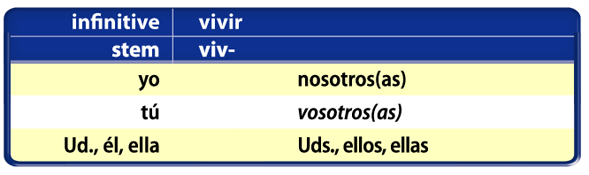 infinitive vivir
stem viv-
yo nosotros(as)
tú vosotros(as)
Ud., él, ella Uds., ellos, ellas